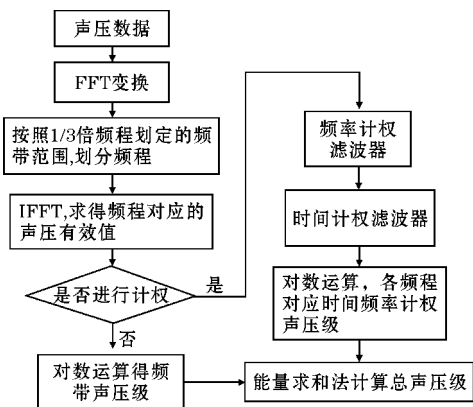 声压数据
FFT变换
按照1/3倍频程划定的频
带范围,划分频程
IFFT,求得频程对应的
声压有效值
是否进行计权
是
否
对数运算得频
带声压级
频率计权
滤波器
时间计权滤波器
对数运算，各频程
对应时间频率计权
声压级
能量求和法计算总声压级